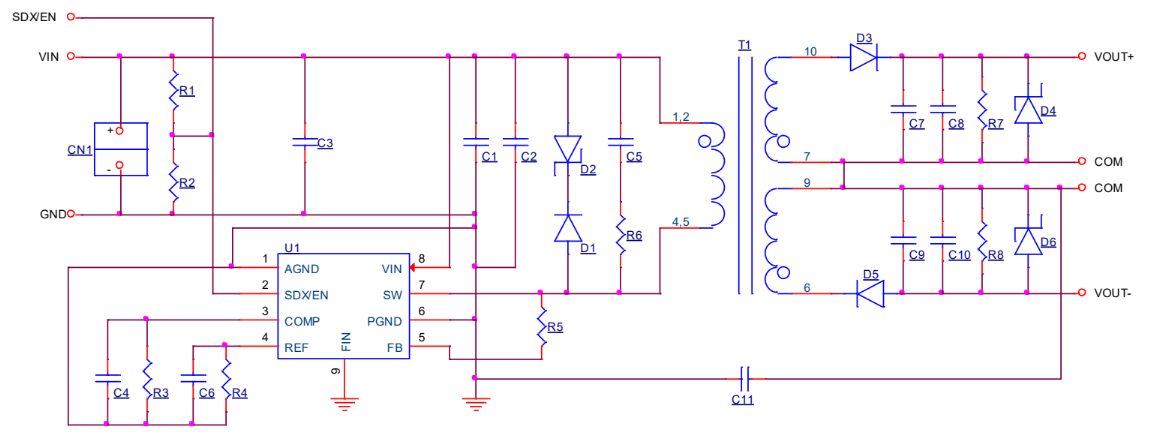 SDX/EN
VIN
GND
CN1
+
-
R1
R2
C3
C1
C2
D2
D1
C5
R6
T1
1,2
4,5
10
7
9
6
D3
D5
C7
C8
R7
D4
C9
C10
R8
D6
VOUT+
COM
COM
VOUT-
U1
1 AGND
2 SDX/EN
3 COMP
4 REF
VIN 8
SW 7
PGND 6
FB 5
FIN
9
R5
C4
R3
C6
R4
C11